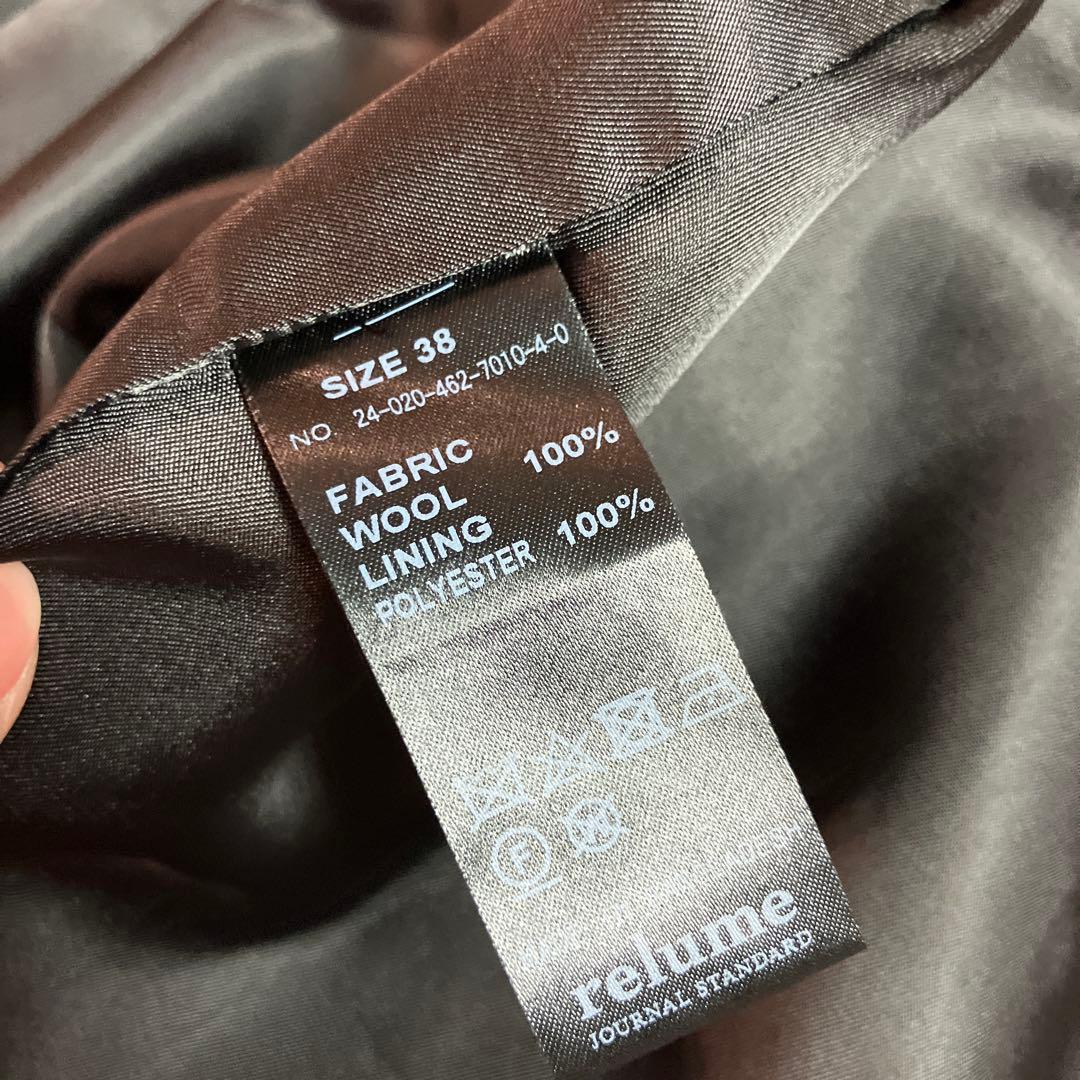 SIZE 38
NO. 24-020-462-7010-4-0
FABRIC
WOOL 100%
LINING
POLYESTER 100%
F
W
relume
JOURNAL STANDARD